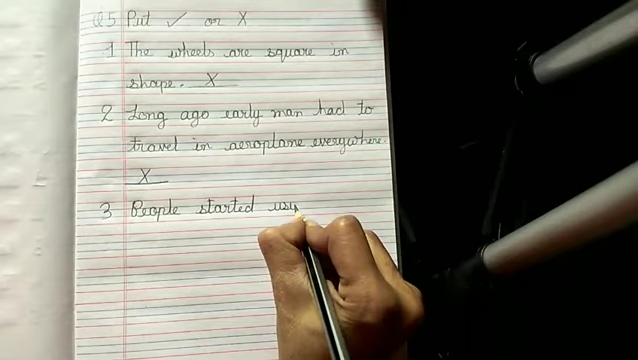 Q5 Put ✓ or X
1 The wheels are square in
shape. X
2 Long ago early man had to
travel in aeroplane everywhere.
X
3 People started